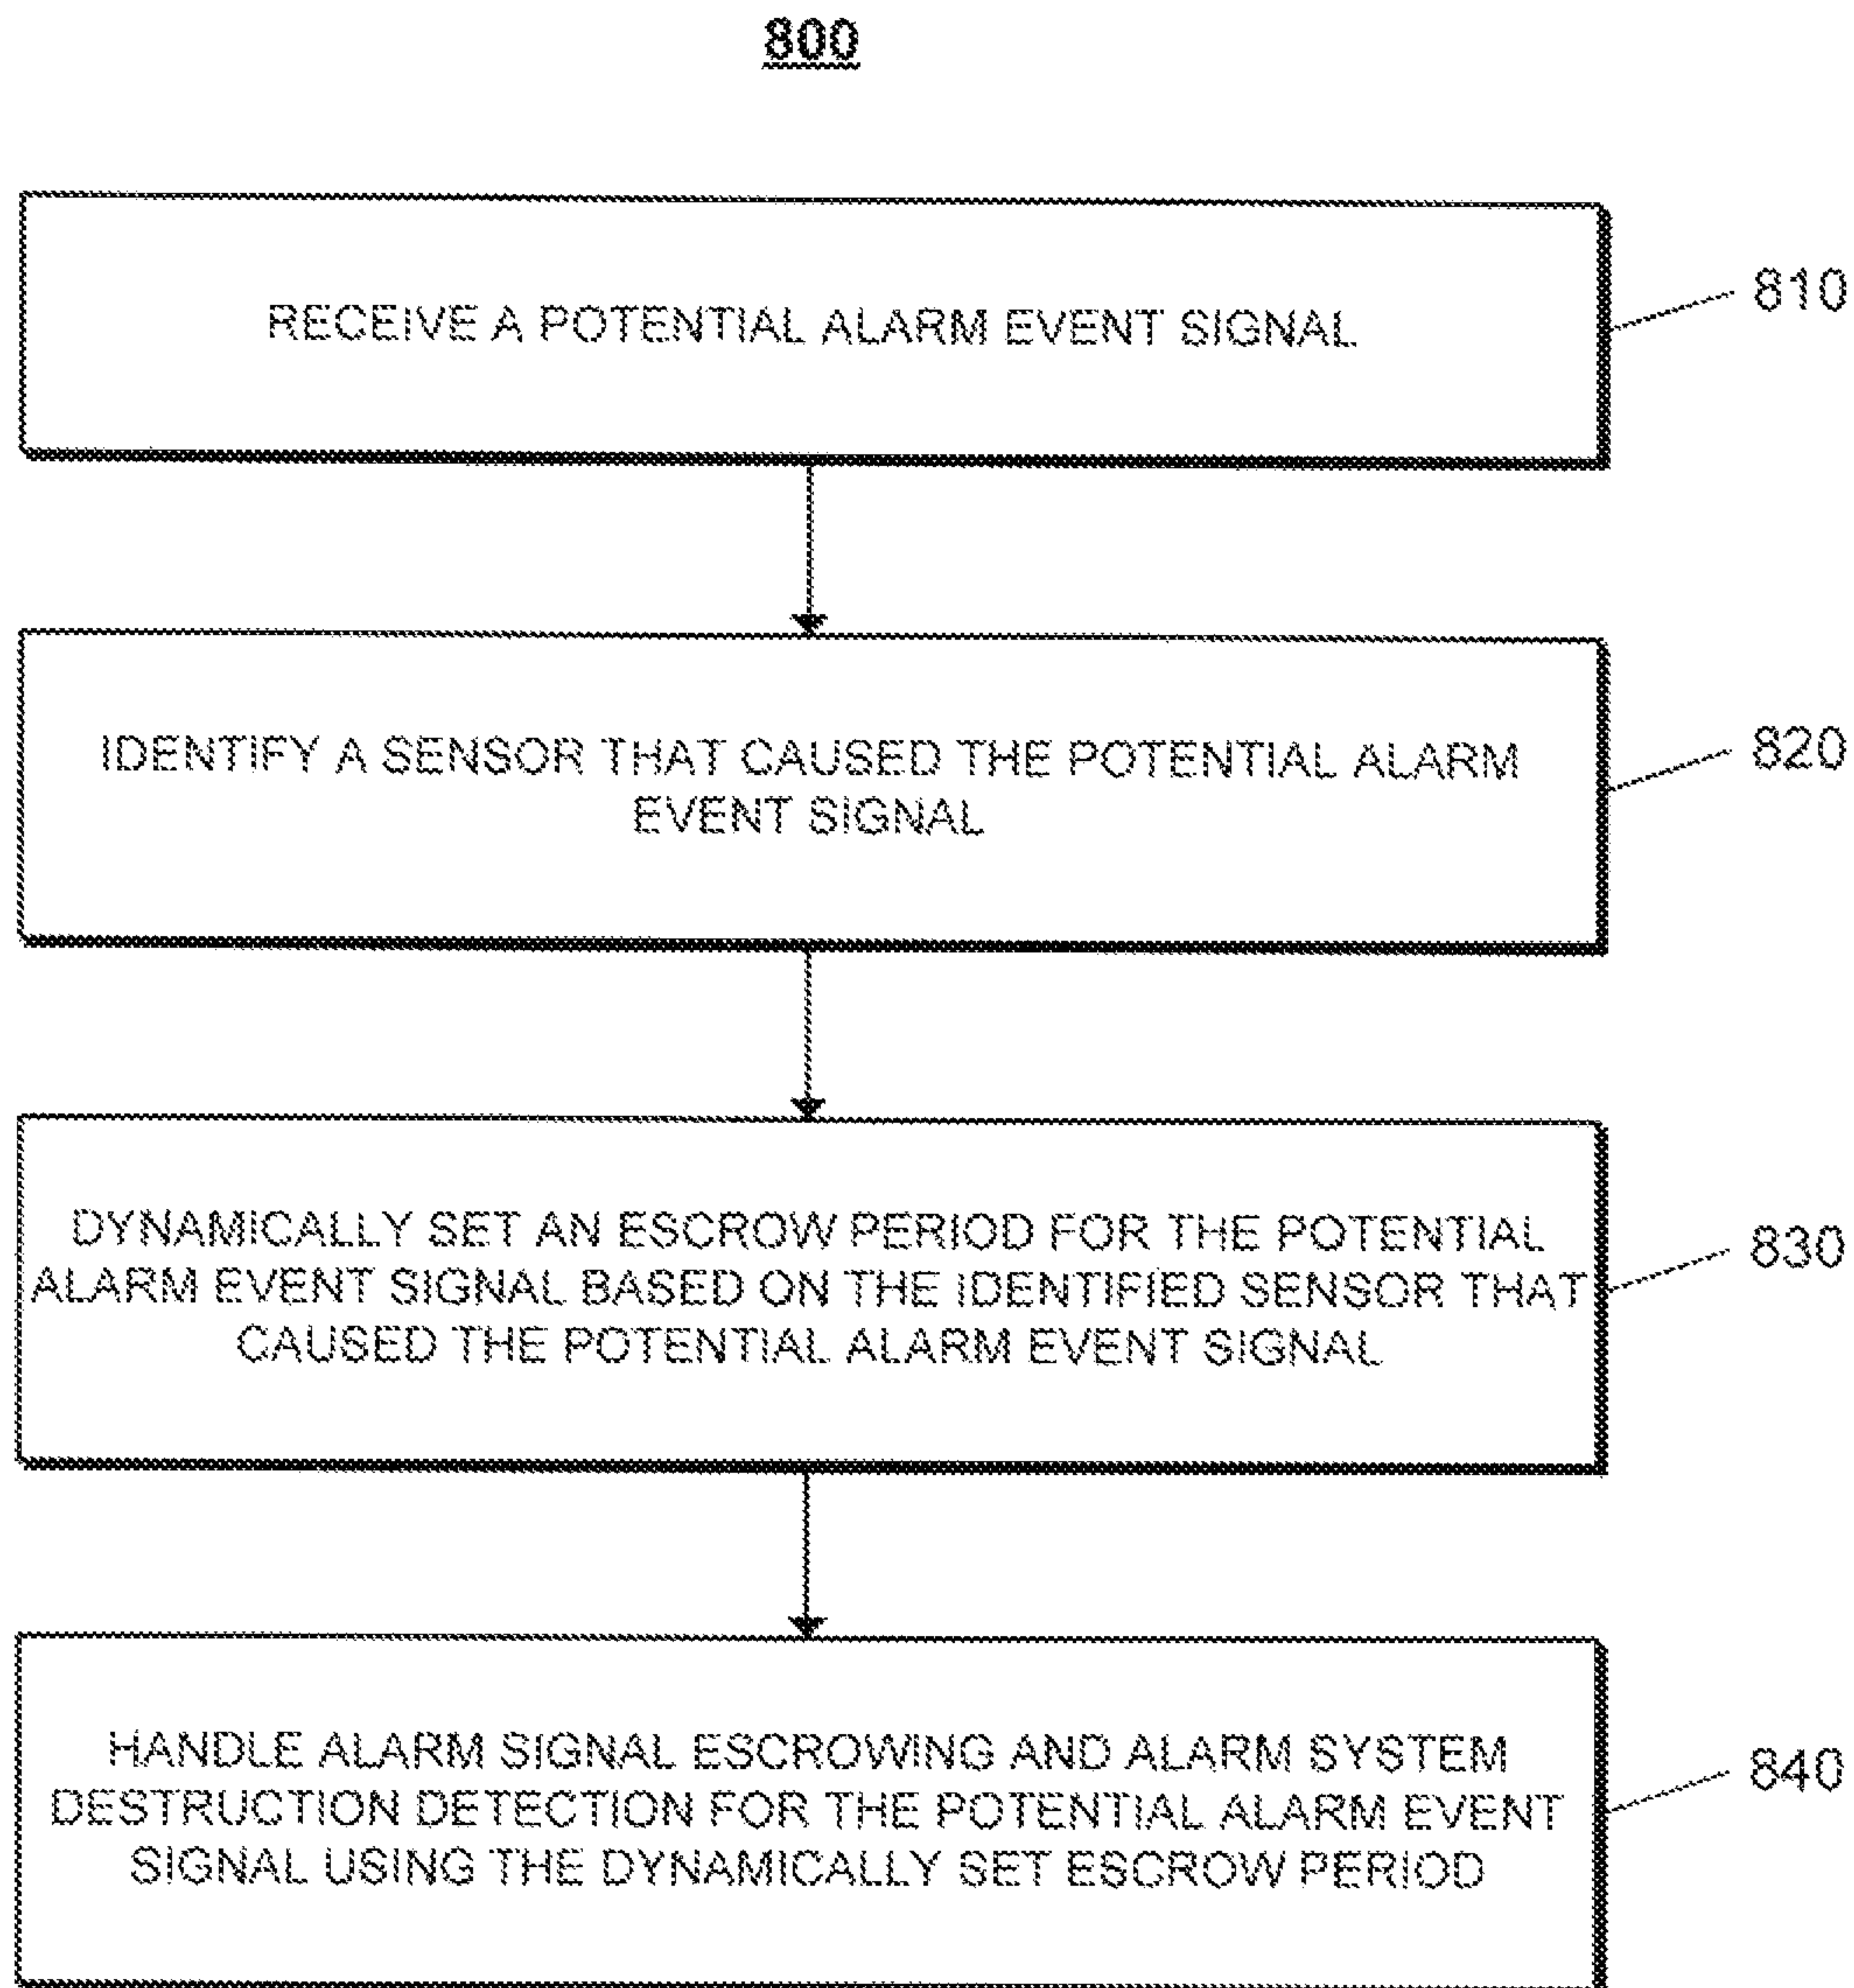 800
RECEIVE A POTENTIAL ALARM EVENT SIGNAL
810
IDENTIFY A SENSOR THAT CAUSED THE POTENTIAL ALARM
EVENT SIGNAL
820
DYNAMICALLY SET AN ESCROW PERIOD FOR THE POTENTIAL
ALARM EVENT SIGNAL BASED ON THE IDENTIFIED SENSOR THAT
CAUSED THE POTENTIAL ALARM EVENT SIGNAL
830
HANDLE ALARM SIGNAL ESCROWING AND ALARM SYSTEM
DESTRUCTION DETECTION FOR THE POTENTIAL ALARM EVENT
SIGNAL USING THE DYNAMICALLY SET ESCROW PERIOD
840